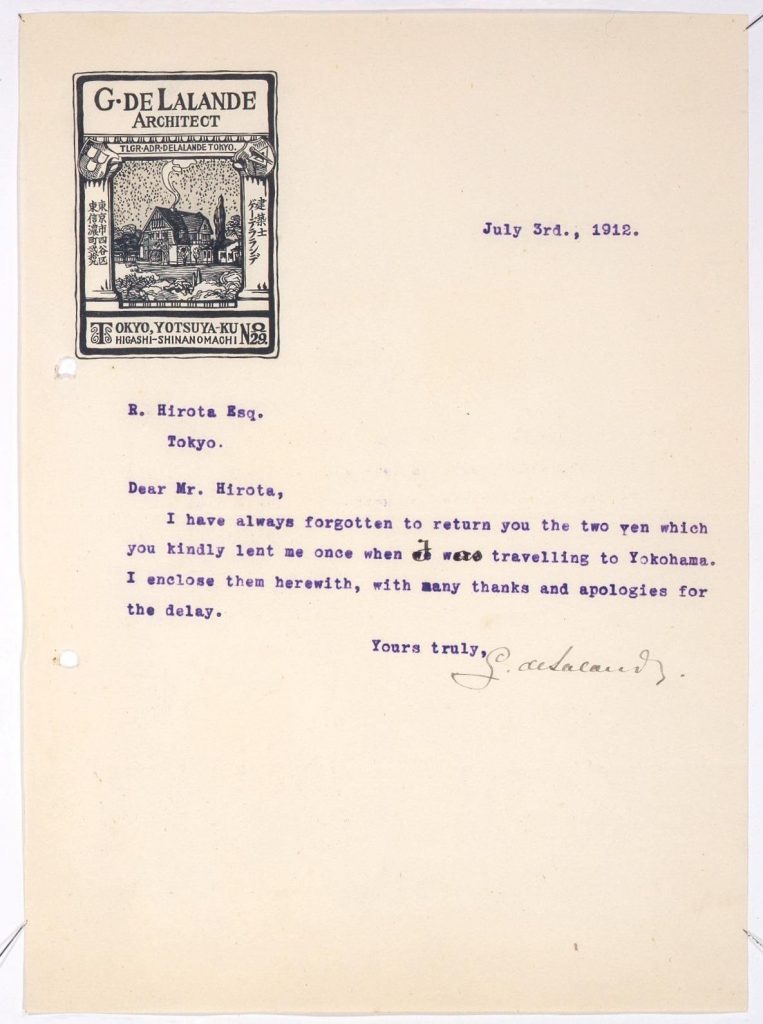 G·DE LALANDE
ARCHITECT
TLGR-ADR-DELALANDE TOKYO.
建築士
ゲーデラランデ
東京市四谷区
東信濃町弐拾九
TOKYO, YOTSUYA-KU
HIGASHI-SHINANOMACHI No 29.
July 3rd., 1912.
R. Hirota Esq.
Tokyo.
Dear Mr. Hirota,
I have always forgotten to return you the two yen which
you kindly lent me once when I was travelling to Yokohama.
I enclose them herewith, with many thanks and apologies for
the delay.
Yours truly,
G. deLalande.